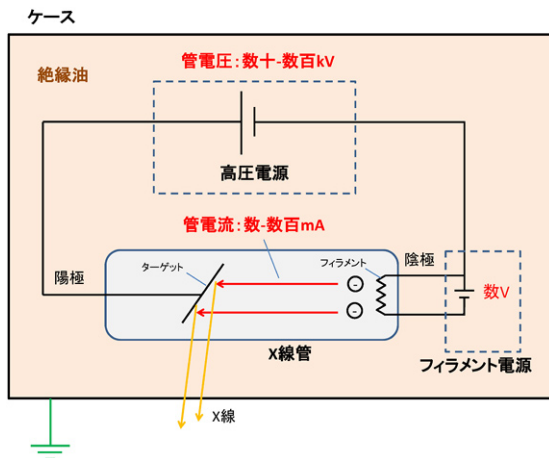 ケース
絶縁油
管電圧：数十-数百kV
高圧電源
管電流：数-数百mA
陽極
ターゲット
フィラメント
陰極
-
-
数V
X線管
フィラメント電源
X線